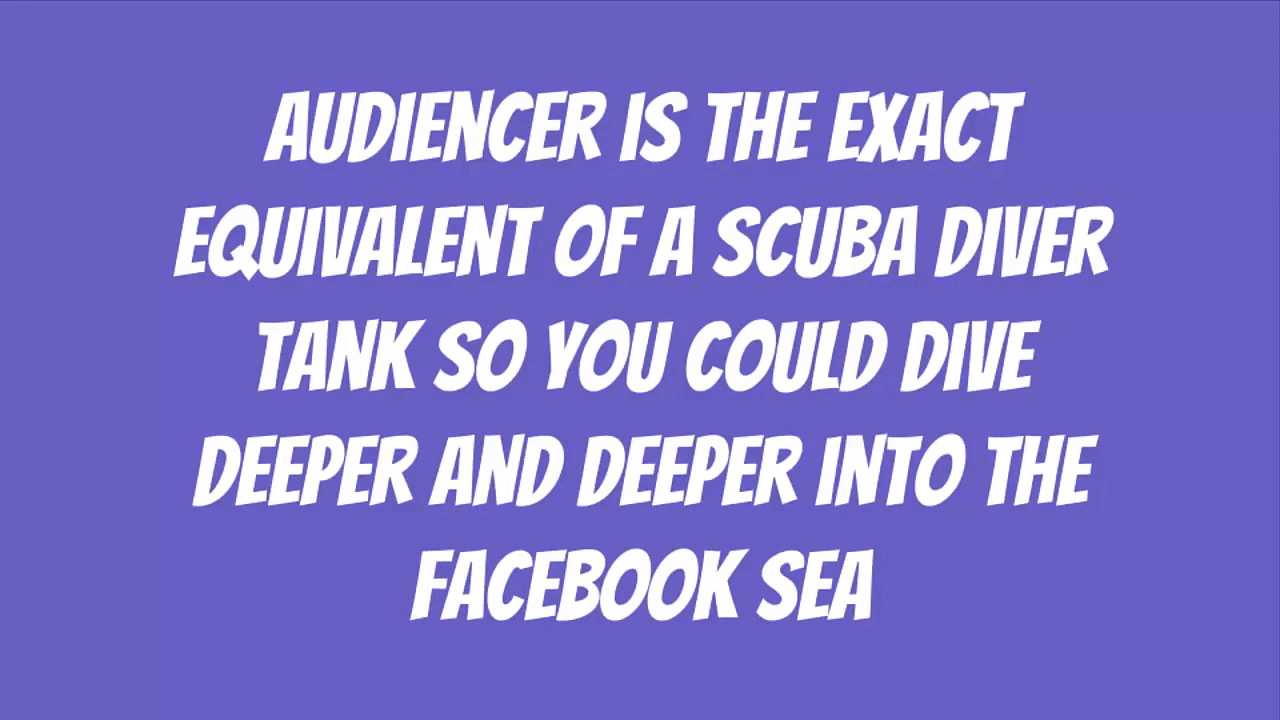 AUDIENCER IS THE EXACT
EQUIVALENT OF A SCUBA DIVER
TANK SO YOU COULD DIVE
DEEPER AND DEEPER INTO THE
FACEBOOK SEA